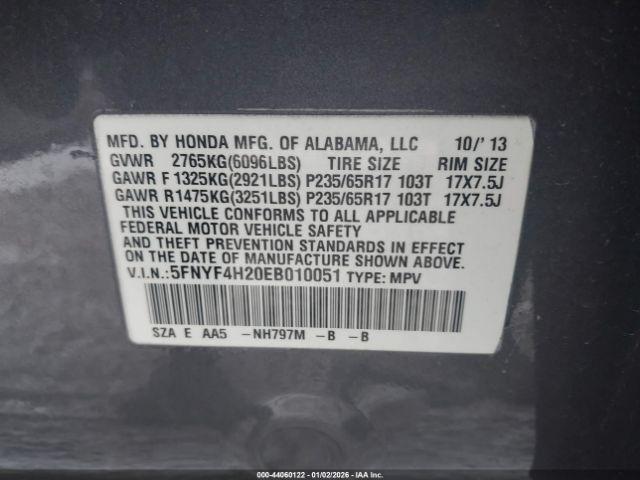 MFD. BY HONDA MFG. OF ALABAMA, LLC 10/' 13
GVWR 2765KG(6096LBS) TIRE SIZE RIM SIZE
GAWR F 1325KG(2921LBS) P235/65R17 103T 17X7.5J
GAWR R1475KG(3251LBS) P235/65R17 103T 17X7.5J
THIS VEHICLE CONFORMS TO ALL APPLICABLE
FEDERAL MOTOR VEHICLE SAFETY
AND THEFT PREVENTION STANDARDS IN EFFECT
ON THE DATE OF MANUFACTURE SHOWN ABOVE.
V.I.N.:5FNYF4H20EB010051 TYPE: MPV
SZA E AA5 -NH797M -B -B
000-44060122 - 01/02/2026 - Copyright IAA, Inc.